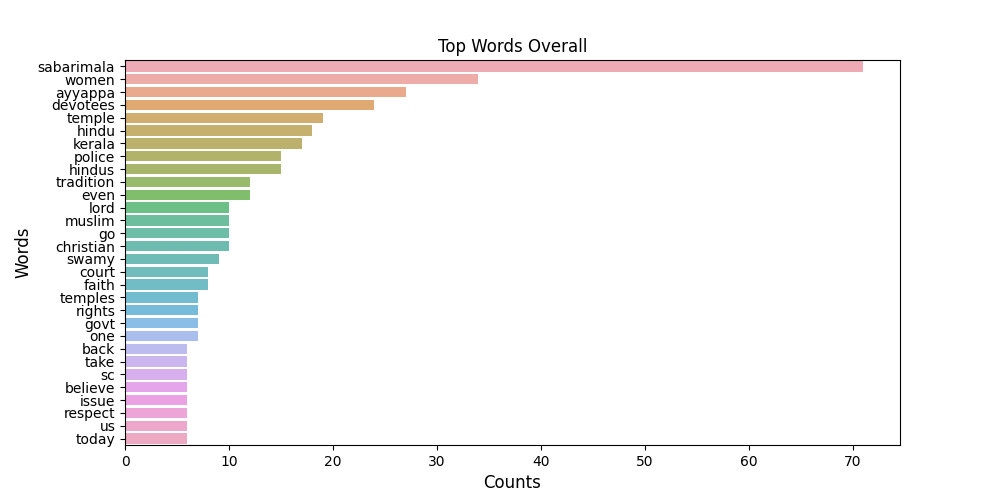 Top Words Overall
sabarimala
women
ayyappa
devotees
temple
hindu
kerala
police
hindus
tradition
even
lord
muslim
go
christian
swamy
court
faith
temples
rights
govt
one
back
take
sc
believe
issue
respect
us
today
Words
0 10 20 30 40 50 60 70
Counts